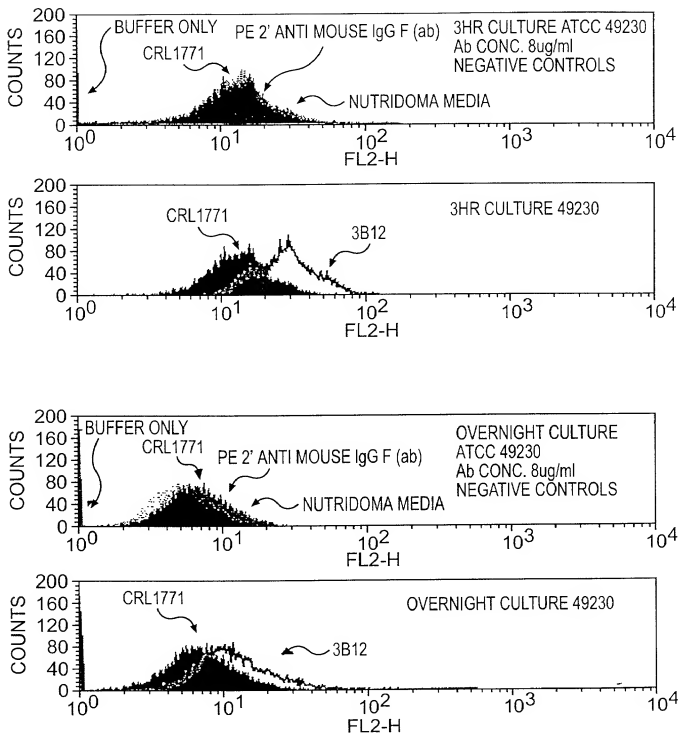 BUFFER ONLY
CRL1771
PE 2' ANTI MOUSE IgG F (ab)
NUTRIDOMA MEDIA
3HR CULTURE ATCC 49230
Ab CONC. 8ug/ml
NEGATIVE CONTROLS
COUNTS
200
160
120
80
40
0
10^0 10^1 10^2 10^3 10^4
FL2-H
CRL1771
3B12
3HR CULTURE 49230
COUNTS
200
160
120
80
40
0
10^0 10^1 10^2 10^3 10^4
FL2-H
BUFFER ONLY
CRL1771
PE 2' ANTI MOUSE IgG F (ab)
NUTRIDOMA MEDIA
OVERNIGHT CULTURE
ATCC 49230
Ab CONC. 8ug/ml
NEGATIVE CONTROLS
COUNTS
200
160
120
80
40
0
10^0 10^1 10^2 10^3 10^4
FL2-H
CRL1771
3B12
OVERNIGHT CULTURE 49230
COUNTS
200
160
120
80
40
0
10^0 10^1 10^2 10^3 10^4
FL2-H